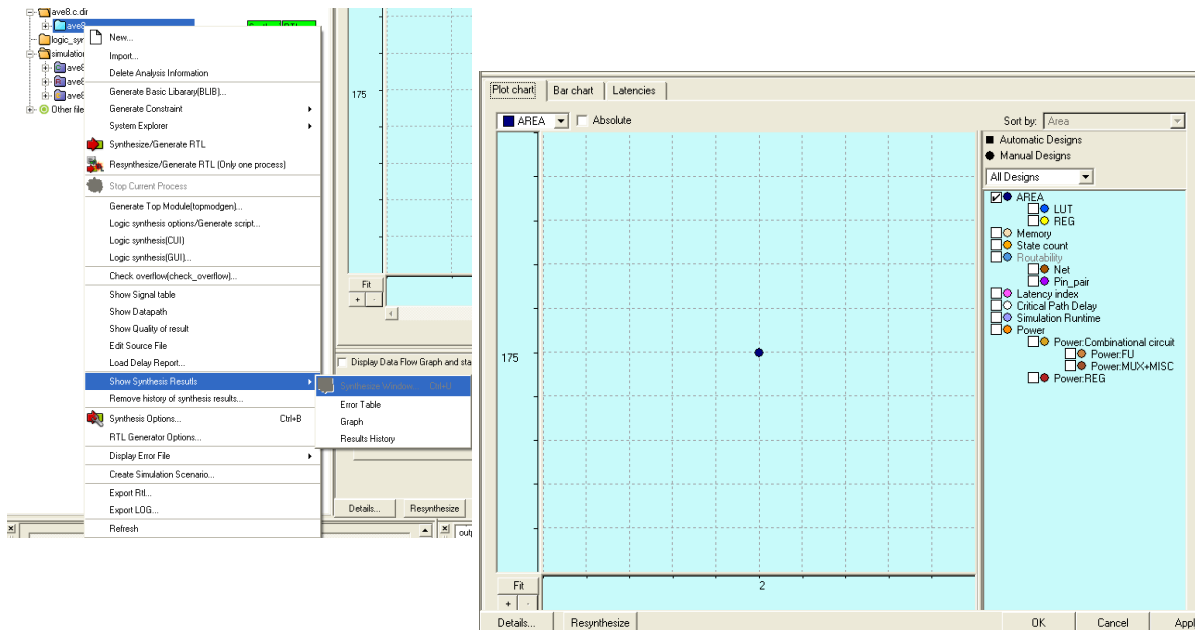 ave8.c.dir
ave8
logic_syn
simulation
ave8
ave8
ave8
Other file
New...
Import...
Delete Analysis Information
Generate Basic Libarary(BLIB)...
Generate Constraint
System Explorer
Synthesize/Generate RTL
Resynthesize/Generate RTL (Only one process)
Stop Current Process
Generate Top Module(topmodgen)...
Logic synthesis options/Generate script...
Logic synthesis(CUI)
Logic synthesis(GUI)...
Check overflow(check_overflow)...
Show Signal table
Show Datapath
Show Quality of result
Edit Source File
Load Delay Report...
Show Synthesis Resutls
Remove history of synthesis results...
Synthesis Options... Ctrl+B
RTL Generator Options...
Display Error File
Create Simulation Scenario...
Export Rtl...
Export LOG...
Refresh
Synthesize Window Ctrl+U
Error Table
Graph
Results History
175
Fit
+ -
Display Data Flow Graph and sta
Details... Resynthesize
outp
Plot chart Bar chart Latencies
AREA Absolute Sort by: Area
Automatic Designs
Manual Designs
All Designs
AREA
LUT
REG
Memory
State count
Routability
Net
Pin_pair
Latency index
Critical Path Delay
Simulation Runtime
Power
Power:Combinational circuit
Power:FU
Power:MUX+MISC
Power:REG
175
Fit
+ -
2
Details... Resynthesize OK Cancel Appl